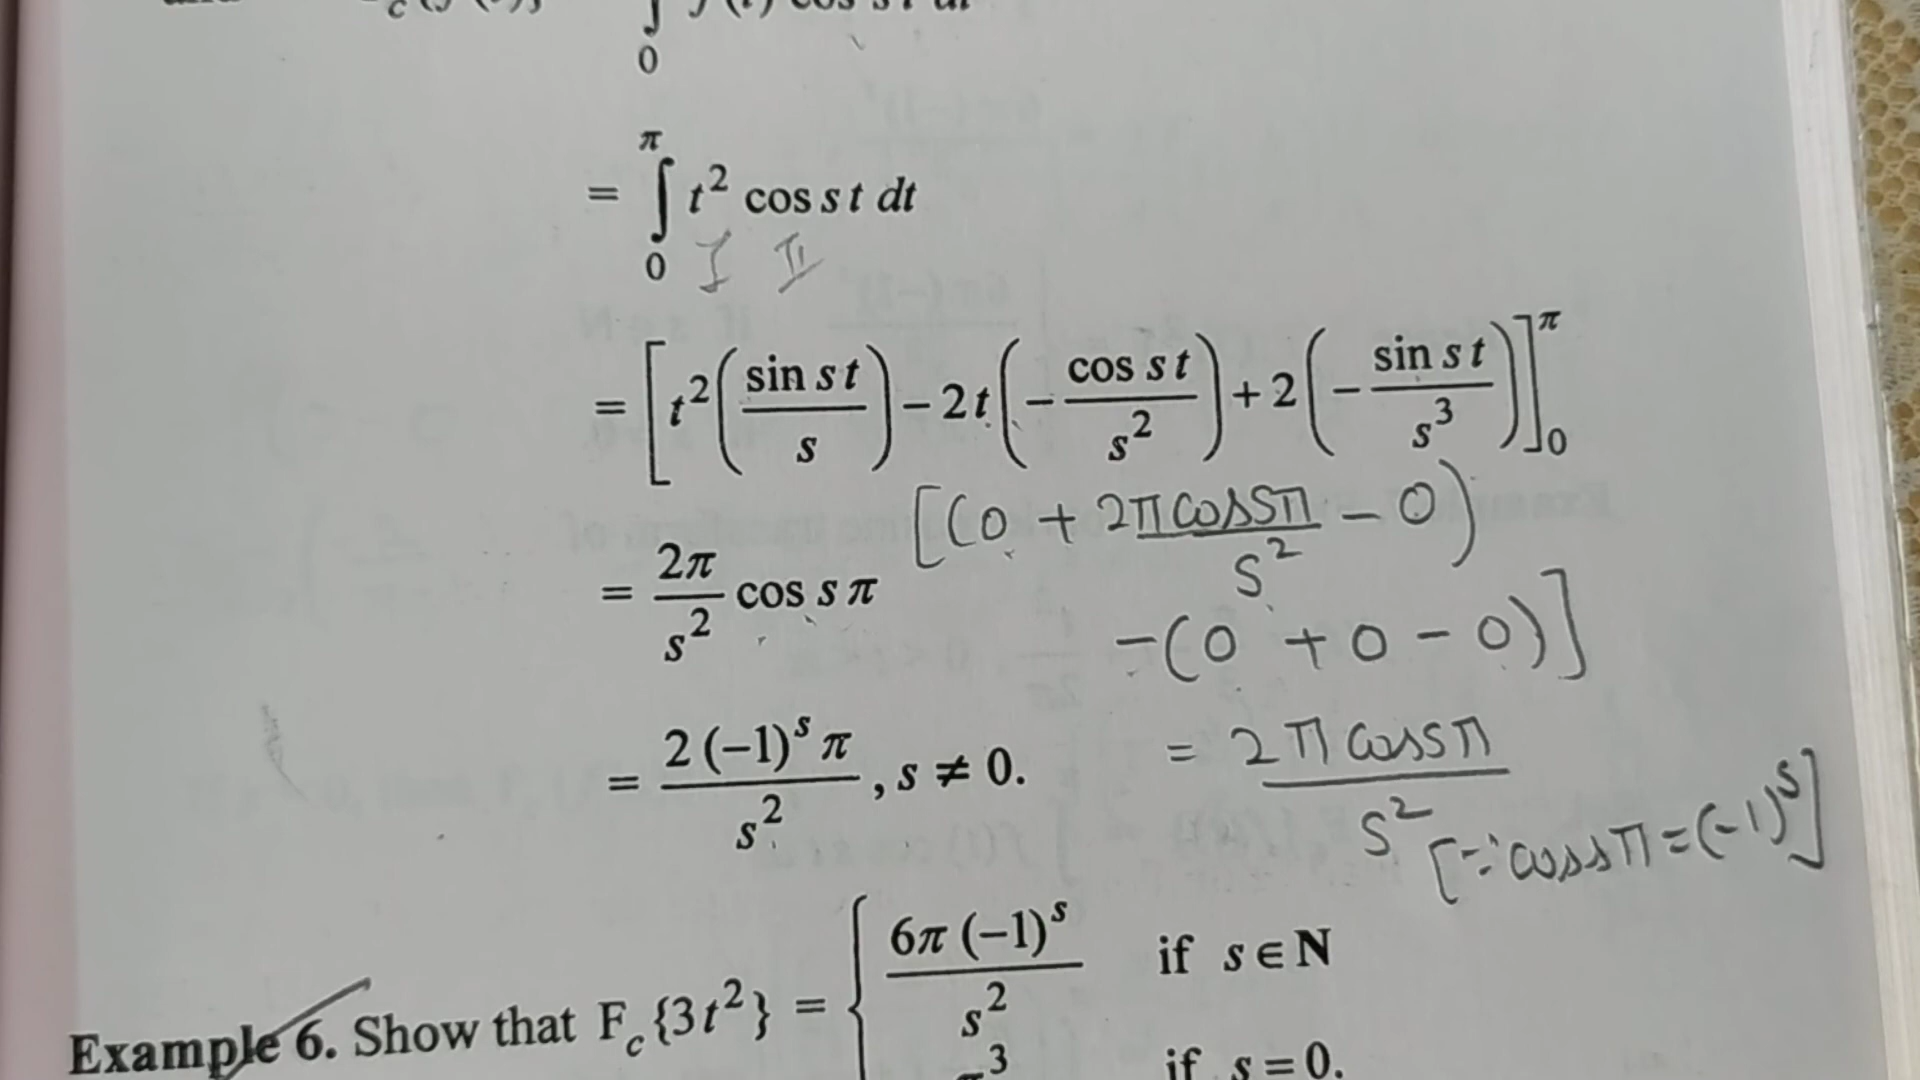 0
= ∫₀^π t² cos s t dt
I II
= [t² (sin s t / s) − 2t (− cos s t / s²) + 2 (− sin s t / s³)]₀^π
[(0 + 2π cos sπ / s² − 0)
= 2π / s² cos s π
−(0 + 0 − 0)]
= 2 (−1)^s π / s² , s ≠ 0.
= 2π cos sπ / s²
[∵ cos sπ = (−1)^s]
Example 6. Show that F_c {3t²} = { 6π (−1)^s / s² if s ∈ N
π³ if s = 0.